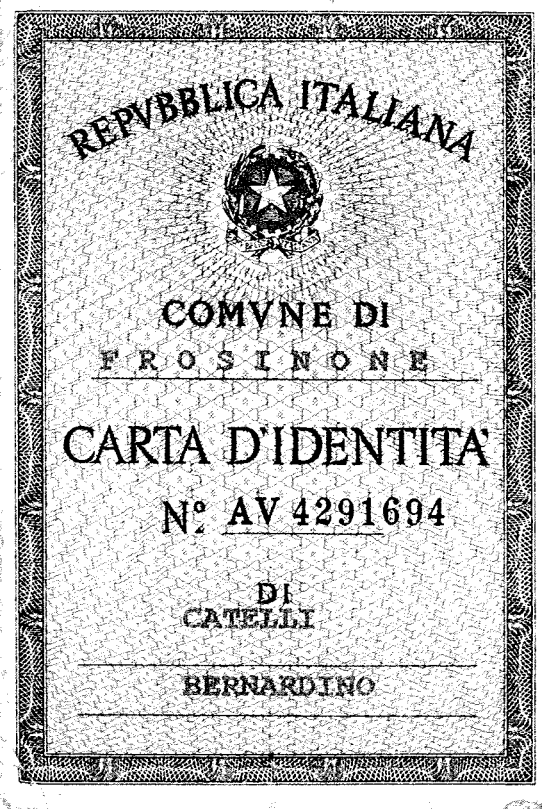 REPVBBLICA ITALIANA
COMVNE DI
FROSINONE
CARTA D'IDENTITA'
N° AV 4291694
DI
CATELLI
BERNARDINO